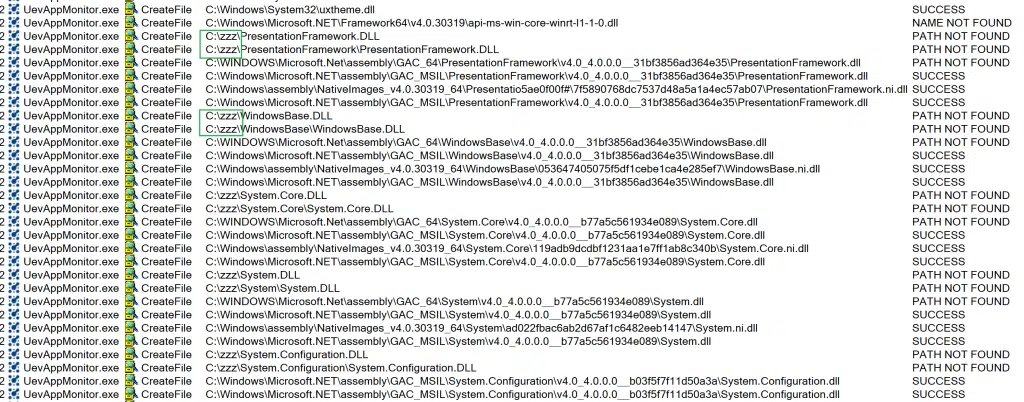 2 UevAppMonitor.exe CreateFile C:\Windows\System32\uxtheme.dll SUCCESS
2 UevAppMonitor.exe CreateFile C:\Windows\Microsoft.NET\Framework64\v4.0.30319\api-ms-win-core-winrt-l1-1-0.dll NAME NOT FOUND
2 UevAppMonitor.exe CreateFile C:\zzz\PresentationFramework.DLL PATH NOT FOUND
2 UevAppMonitor.exe CreateFile C:\zzz\PresentationFramework\PresentationFramework.DLL PATH NOT FOUND
2 UevAppMonitor.exe CreateFile C:\WINDOWS\Microsoft.Net\assembly\GAC_64\PresentationFramework\v4.0_4.0.0.0__31bf3856ad364e35\PresentationFramework.dll PATH NOT FOUND
2 UevAppMonitor.exe CreateFile C:\Windows\Microsoft.NET\assembly\GAC_MSIL\PresentationFramework\v4.0_4.0.0.0__31bf3856ad364e35\PresentationFramework.dll SUCCESS
2 UevAppMonitor.exe CreateFile C:\Windows\assembly\NativeImages_v4.0.30319_64\Presentatio5ae0f00f#\7f5890768dc7537d48a5a1a4ec57ab07\PresentationFramework.ni.dll SUCCESS
2 UevAppMonitor.exe CreateFile C:\Windows\Microsoft.NET\assembly\GAC_MSIL\PresentationFramework\v4.0_4.0.0.0__31bf3856ad364e35\PresentationFramework.dll SUCCESS
2 UevAppMonitor.exe CreateFile C:\zzz\WindowsBase.DLL PATH NOT FOUND
2 UevAppMonitor.exe CreateFile C:\zzz\WindowsBase\WindowsBase.DLL PATH NOT FOUND
2 UevAppMonitor.exe CreateFile C:\WINDOWS\Microsoft.Net\assembly\GAC_64\WindowsBase\v4.0_4.0.0.0__31bf3856ad364e35\WindowsBase.dll PATH NOT FOUND
2 UevAppMonitor.exe CreateFile C:\Windows\Microsoft.NET\assembly\GAC_MSIL\WindowsBase\v4.0_4.0.0.0__31bf3856ad364e35\WindowsBase.dll SUCCESS
2 UevAppMonitor.exe CreateFile C:\Windows\assembly\NativeImages_v4.0.30319_64\WindowsBase\053647405075f5df1cebe1ca4e285ef7\WindowsBase.ni.dll SUCCESS
2 UevAppMonitor.exe CreateFile C:\Windows\Microsoft.NET\assembly\GAC_MSIL\WindowsBase\v4.0_4.0.0.0__31bf3856ad364e35\WindowsBase.dll SUCCESS
2 UevAppMonitor.exe CreateFile C:\zzz\System.Core.DLL PATH NOT FOUND
2 UevAppMonitor.exe CreateFile C:\zzz\System.Core\System.Core.DLL PATH NOT FOUND
2 UevAppMonitor.exe CreateFile C:\WINDOWS\Microsoft.Net\assembly\GAC_64\System.Core\v4.0_4.0.0.0__b77a5c561934e089\System.Core.dll PATH NOT FOUND
2 UevAppMonitor.exe CreateFile C:\Windows\Microsoft.NET\assembly\GAC_MSIL\System.Core\v4.0_4.0.0.0__b77a5c561934e089\System.Core.dll SUCCESS
2 UevAppMonitor.exe CreateFile C:\Windows\assembly\NativeImages_v4.0.30319_64\System.Core\119adb9dcdbf1231aa1e7ff1ab8c340b\System.Core.ni.dll SUCCESS
2 UevAppMonitor.exe CreateFile C:\Windows\Microsoft.NET\assembly\GAC_MSIL\System.Core\v4.0_4.0.0.0__b77a5c561934e089\System.Core.dll SUCCESS
2 UevAppMonitor.exe CreateFile C:\zzz\System.DLL PATH NOT FOUND
2 UevAppMonitor.exe CreateFile C:\zzz\System\System.DLL PATH NOT FOUND
2 UevAppMonitor.exe CreateFile C:\WINDOWS\Microsoft.Net\assembly\GAC_64\System\v4.0_4.0.0.0__b77a5c561934e089\System.dll PATH NOT FOUND
2 UevAppMonitor.exe CreateFile C:\Windows\Microsoft.NET\assembly\GAC_MSIL\System\v4.0_4.0.0.0__b77a5c561934e089\System.dll SUCCESS
2 UevAppMonitor.exe CreateFile C:\Windows\assembly\NativeImages_v4.0.30319_64\System\ad022fbac6ab2d67af1c6482eeb14147\System.ni.dll SUCCESS
2 UevAppMonitor.exe CreateFile C:\Windows\Microsoft.NET\assembly\GAC_MSIL\System\v4.0_4.0.0.0__b77a5c561934e089\System.dll SUCCESS
2 UevAppMonitor.exe CreateFile C:\zzz\System.Configuration.DLL PATH NOT FOUND
2 UevAppMonitor.exe CreateFile C:\zzz\System.Configuration\System.Configuration.DLL PATH NOT FOUND
2 UevAppMonitor.exe CreateFile C:\Windows\Microsoft.NET\assembly\GAC_MSIL\System.Configuration\v4.0_4.0.0.0__b03f5f7f11d50a3a\System.Configuration.dll SUCCESS
2 UevAppMonitor.exe CreateFile C:\Windows\Microsoft.NET\assembly\GAC_MSIL\System.Configuration\v4.0_4.0.0.0__b03f5f7f11d50a3a\System.Configuration.dll SUCCESS